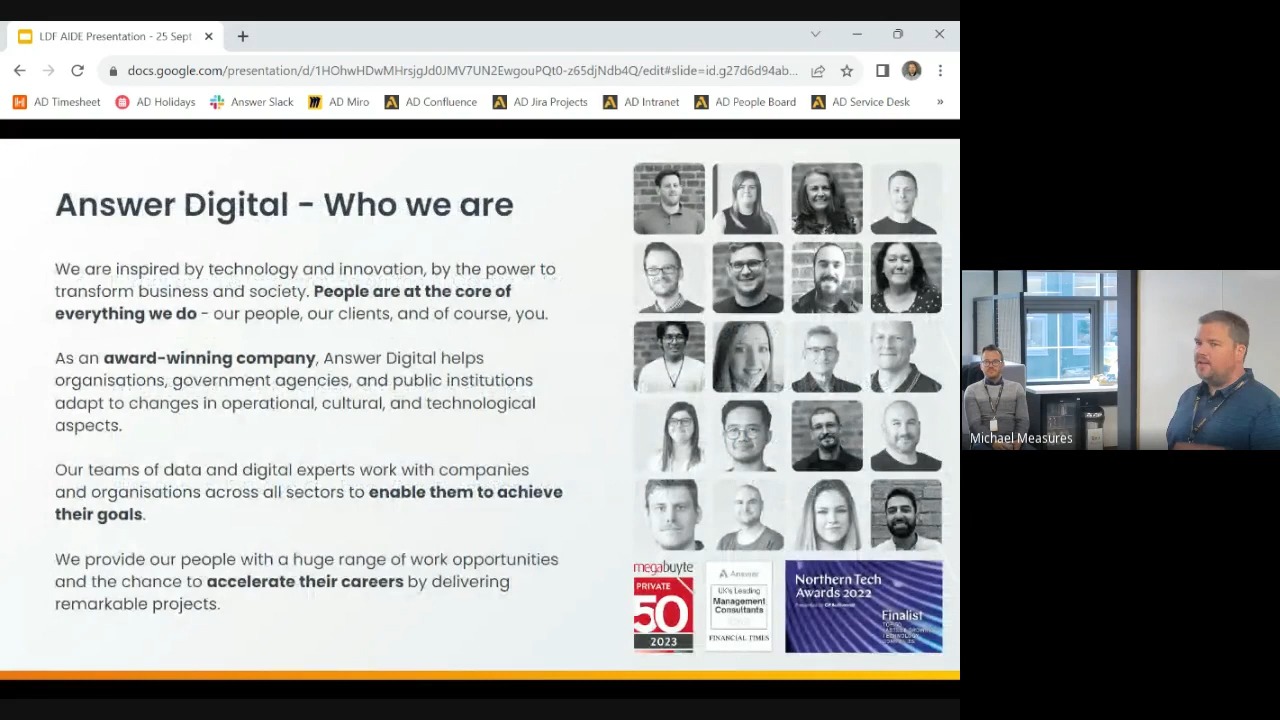 LDF AIDE Presentation - 25 Sept
docs.google.com/presentation/d/1HOhwHDwMHrsjgJd0JMV7UN2EwgouPQt0-z65djNdb4Q/edit#slide=id.g27d6d94ab...
AD Timesheet AD Holidays Answer Slack AD Miro AD Confluence AD Jira Projects AD Intranet AD People Board AD Service Desk »
Answer Digital - Who we are
We are inspired by technology and innovation, by the power to
transform business and society. People are at the core of
everything we do - our people, our clients, and of course, you.
As an award-winning company, Answer Digital helps
organisations, government agencies, and public institutions
adapt to changes in operational, cultural, and technological
aspects.
Our teams of data and digital experts work with companies
and organisations across all sectors to enable them to achieve
their goals.
We provide our people with a huge range of work opportunities
and the chance to accelerate their careers by delivering
remarkable projects.
megabuyte
PRIVATE
50
2023
Answer
UK's Leading
Management
Consultants
FINANCIAL TIMES
Northern Tech
Awards 2022
Finalist
Michael Measures